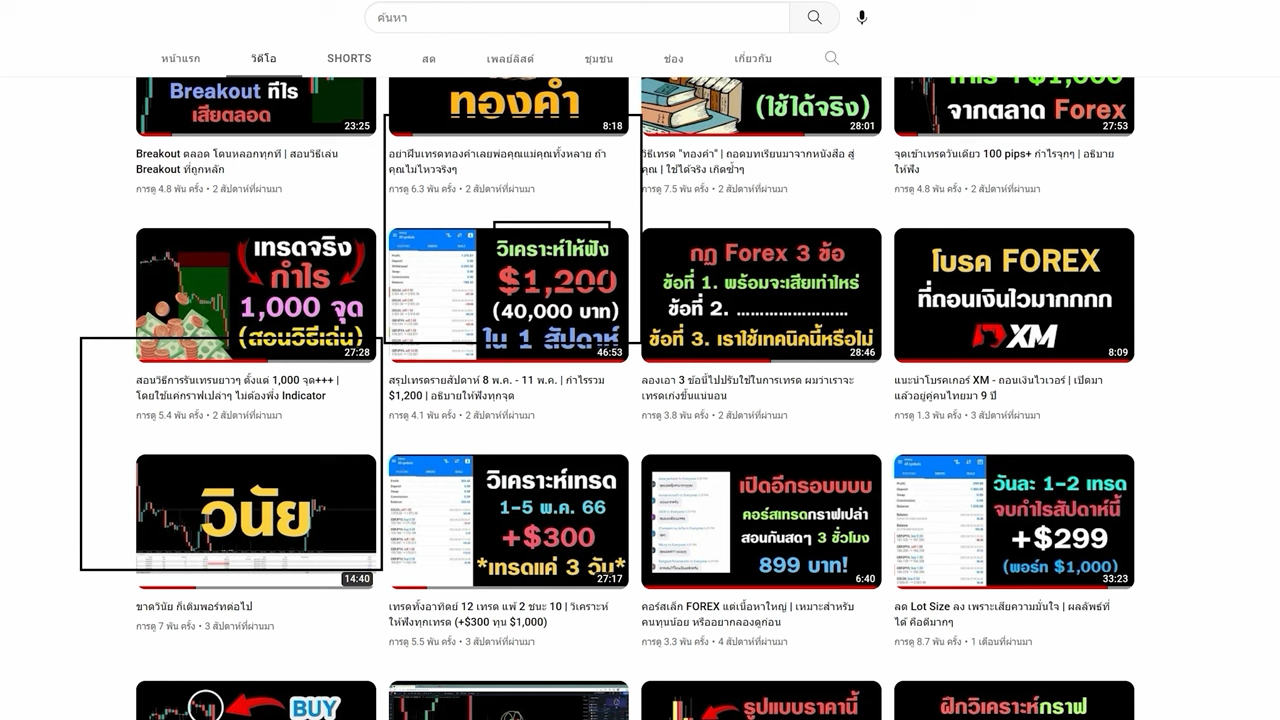 ค้นหา
หน้าแรก
วิดีโอ
SHORTS
สด
เพลย์ลิสต์
ชุมชน
ช่อง
เกี่ยวกับ
Breakout ทีไร
เสียตลอด
23:25
ทองคำ
8:18
(ใช้ได้จริง)
28:01
กำไร +$1,000
จากตลาด Forex
27:53
Breakout ตลอด โดนหลอกทุกที | สอนวิธีเล่น
Breakout ที่ถูกหลัก
การดู 4.8 พัน ครั้ง • 2 สัปดาห์ที่ผ่านมา
อย่าฝืนเทรดทองคำเลยพ่อคุณแม่คุณทั้งหลาย ถ้า
คุณไม่ไหวจริงๆ
การดู 6.3 พัน ครั้ง • 2 สัปดาห์ที่ผ่านมา
วิธีเทรด "ทองคำ" | ถอดบทเรียนมาจากหนังสือ สู่
คุณ | ใช้ได้จริง เกิดซ้ำๆ
การดู 7.5 พัน ครั้ง • 2 สัปดาห์ที่ผ่านมา
จุดเข้าเทรดวันเดียว 100 pips+ กำไรจุกๆ | อธิบาย
ให้ฟัง
การดู 4.8 พัน ครั้ง • 2 สัปดาห์ที่ผ่านมา
เทรดจริง
กำไร
1,000 จุด
(สอนวิธีเล่น)
27:28
วิเคราะห์ให้ฟัง
$1,200
(40,000 บาท)
ใน 1 สัปดาห์
46:53
กฎ Forex 3 ข้อ
ข้อที่ 1. พร้อมจะเสียเท่าไหร่
ข้อที่ 2. ........................
ข้อที่ 3. เราใช้เทคนิคนี้หรือไม่
28:46
โบรค FOREX
ที่ถอนเงินไวมากกกก
XM
8:09
สอนวิธีการรันเทรนยาวๆ ตั้งแต่ 1,000 จุด+++ |
โดยใช้แค่กราฟเปล่าๆ ไม่ต้องพึ่ง Indicator
การดู 5.4 พัน ครั้ง • 2 สัปดาห์ที่ผ่านมา
สรุปเทรดรายสัปดาห์ 8 พ.ค. - 11 พ.ค. | กำไรรวม
$1,200 | อธิบายให้ฟังทุกจุด
การดู 4.1 พัน ครั้ง • 2 สัปดาห์ที่ผ่านมา
ลองเอา 3 ข้อนี้ไปปรับใช้ในการเทรด ผมว่าเราจะ
เทรดเก่งขึ้นแน่นอน
การดู 3.8 พัน ครั้ง • 2 สัปดาห์ที่ผ่านมา
แนะนำโบรคเกอร์ XM - ถอนเงินไวเวอร์ | เปิดมา
แล้วอยู่คู่คนไทยมา 9 ปี
การดู 1.3 พัน ครั้ง • 3 สัปดาห์ที่ผ่านมา
วินัย
14:40
วิเคราะห์เทรด
1-5 พ.ค. 66
+$300
*เทรดแค่ 3 วัน*
27:17
เปิดอีกรอบบบบ
คอร์สเทรดกราฟเปล่า
สอนกันสดๆ 3 ชั่วโมง
899 บาท!
6:40
วันละ 1-2 เทรด
จบกำไรสัปดาห์นี้
+$299
(พอร์ท $1,000)
33:23
ขาดวินัย ก็เติมพอร์ทต่อไป
การดู 7 พัน ครั้ง • 3 สัปดาห์ที่ผ่านมา
เทรดทั้งอาทิตย์ 12 เทรด แพ้ 2 ชนะ 10 | วิเคราะห์
ให้ฟังทุกเทรด (+$300 ทุน $1,000)
การดู 5.5 พัน ครั้ง • 3 สัปดาห์ที่ผ่านมา
คอร์สเล็ก FOREX แต่เนื้อหาใหญ่ | เหมาะสำหรับ
คนทุนน้อย หรืออยากลองดูก่อน
การดู 3.3 พัน ครั้ง • 4 สัปดาห์ที่ผ่านมา
ลด Lot Size ลง เพราะเสียความมั่นใจ | ผลลัพธ์ที่
ได้ คือดีมากๆ
การดู 8.7 พัน ครั้ง • 1 เดือนที่ผ่านมา
BUY
รูปแบบราคานี้
ฝึกวิเคราะห์กราฟ